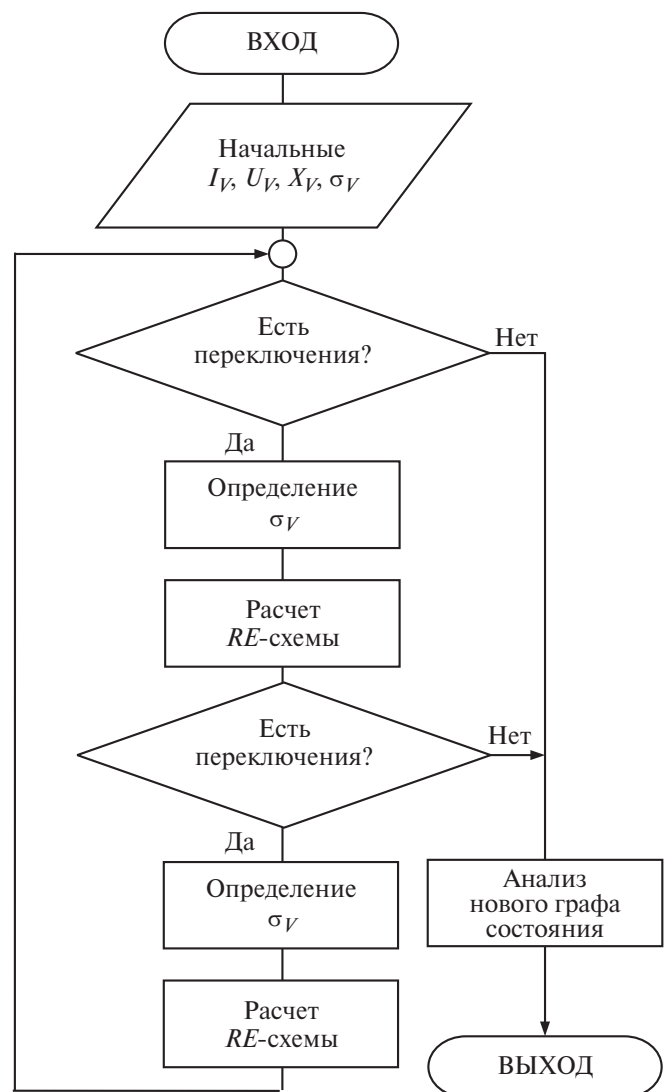 ВХОД
Начальные
I_V, U_V, X_V, σ_V
Есть
переключения?
Нет
Да
Определение
σ_V
Расчет
RE-схемы
Есть
переключения?
Нет
Да
Определение
σ_V
Анализ
нового графа
состояния
Расчет
RE-схемы
ВЫХОД